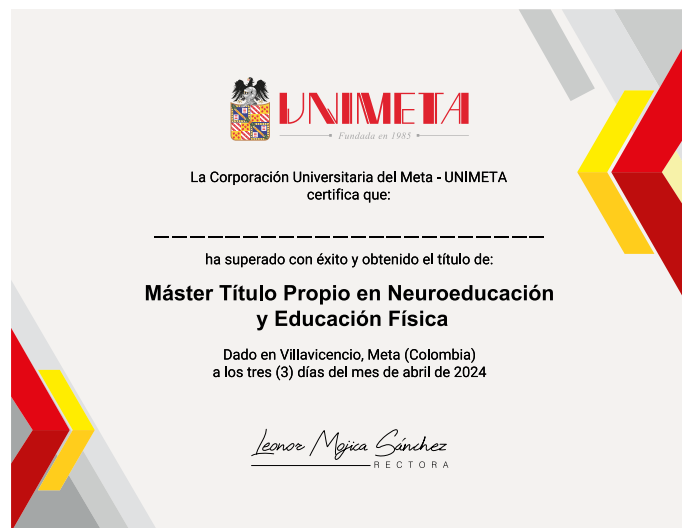 UNIMETA
Fundada en 1985
La Corporación Universitaria del Meta - UNIMETA
certifica que:
ha superado con éxito y obtenido el título de:
Máster Título Propio en Neuroeducación
y Educación Física
Dado en Villavicencio, Meta (Colombia)
a los tres (3) días del mes de abril de 2024
Leonor Mojica Sánchez
RECTORA